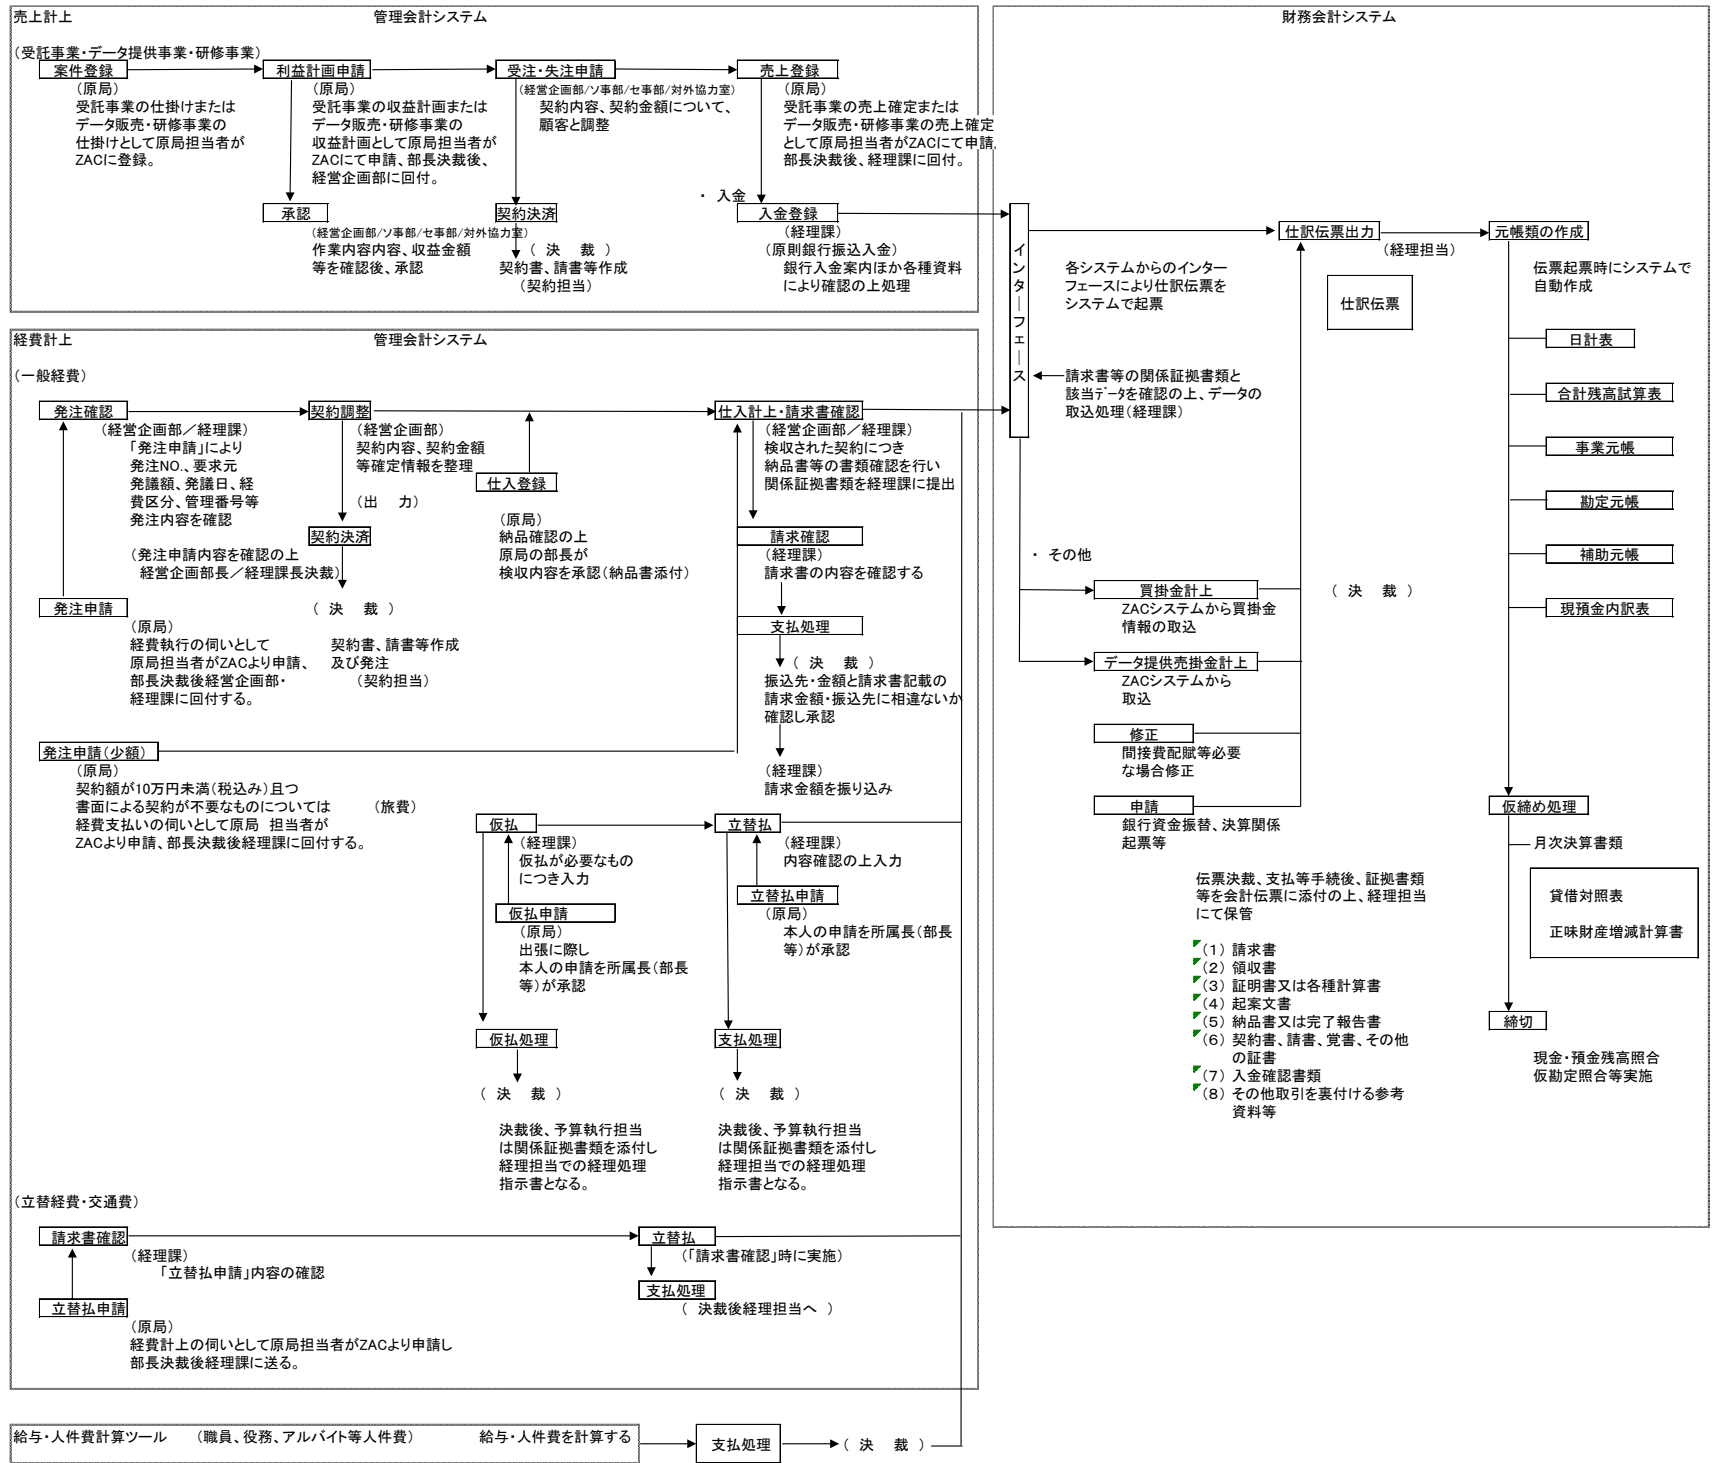 売上計上　管理会計システム
（受託事業・データ提供事業・研修事業）
案件登録
（原局）
受託事業の仕掛けまたは
データ販売・研修事業の
仕掛けとして原局担当者が
ZACに登録。
利益計画申請
（原局）
受託事業の収益計画または
データ販売・研修事業の
収益計画として原局担当者が
ZACにて申請、部長決裁後、
経営企画部に回付。
承認
（経営企画部/ソ事部/セ事部/対外協力室）
作業内容内容、収益金額
等を確認後、承認
受注・失注申請
（経営企画部/ソ事部/セ事部/対外協力室）
契約内容、契約金額について、
顧客と調整
契約決済
（　決　裁　）
契約書、請書等作成
（契約担当）
売上登録
（原局）
受託事業の売上確定または
データ販売・研修事業の売上確定
として原局担当者がZACにて申請,
部長決裁後、経理課に回付。
・ 入金
入金登録
（経理課）
（原則銀行振込入金）
銀行入金案内ほか各種資料
により確認の上処理
経費計上　管理会計システム
（一般経費）
発注確認
（経営企画部／経理課）
「発注申請」により
発注NO.、要求元
発議額、発議日、経
費区分、管理番号等
発注内容を確認
（発注申請内容を確認の上
経営企画部長／経理課長決裁）
発注申請
（原局）
経費執行の伺いとして
原局担当者がZACより申請、
部長決裁後経営企画部・
経理課に回付する。
契約調整
（経営企画部）
契約内容、契約金額
等確定情報を整理
（出　力）
契約決済
（　決　裁　）
契約書、請書等作成
及び発注
（契約担当）
仕入登録
（原局）
納品確認の上
原局の部長が
検収内容を承認（納品書添付）
仕入計上・請求書確認
（経営企画部／経理課）
検収された契約につき
納品書等の書類確認を行い
関係証拠書類を経理課に提出
請求確認
（経理課）
請求書の内容を確認する
支払処理
（　決　裁　）
振込先・金額と請求書記載の
請求金額・振込先に相違ないか
確認し承認
（経理課）
請求金額を振り込み
発注申請（少額）
（原局）
契約額が10万円未満（税込み）且つ
書面による契約が不要なものについては
経費支払いの伺いとして原局 担当者が
ZACより申請、部長決裁後経理課に回付する。
（旅費）
仮払
（経理課）
仮払が必要なもの
につき入力
仮払申請
（原局）
出張に際し
本人の申請を所属長（部長
等）が承認
仮払処理
（　決　裁　）
決裁後、予算執行担当
は関係証拠書類を添付し
経理担当での経理処理
指示書となる。
立替払
（経理課）
内容確認の上入力
立替払申請
（原局）
本人の申請を所属長（部長
等）が承認
支払処理
（　決　裁　）
決裁後、予算執行担当
は関係証拠書類を添付し
経理担当での経理処理
指示書となる。
（立替経費・交通費）
請求書確認
（経理課）
「立替払申請」内容の確認
立替払申請
（原局）
経費計上の伺いとして原局担当者がZACより申請し
部長決裁後経理課に送る。
立替払
（「請求書確認」時に実施）
支払処理
（　決裁後経理担当へ　）
給与・人件費計算ツール　（職員、役務、アルバイト等人件費）　給与・人件費を計算する
支払処理
（　決　裁　）
財務会計システム
インターフェース
各システムからのインター
フェースにより仕訳伝票を
システムで起票
請求書等の関係証拠書類と
該当データを確認の上、データの
取込処理（経理課）
仕訳伝票出力
（経理担当）
仕訳伝票
・ その他
買掛金計上
ZACシステムから買掛金
情報の取込
（　決　裁　）
データ提供売掛金計上
ZACシステムから
取込
修正
間接費配賦等必要
な場合修正
申請
銀行資金振替、決算関係
起票等
伝票決裁、支払等手続後、証拠書類
等を会計伝票に添付の上、経理担当
にて保管
（1）請求書
（2）領収書
（3）証明書又は各種計算書
（4）起案文書
（5）納品書又は完了報告書
（6）契約書、請書、覚書、その他
の証書
（7）入金確認書類
（8）その他取引を裏付ける参考
資料等
元帳類の作成
伝票起票時にシステムで
自動作成
日計表
合計残高試算表
事業元帳
勘定元帳
補助元帳
現預金内訳表
仮締め処理
月次決算書類
貸借対照表
正味財産増減計算書
締切
現金・預金残高照合
仮勘定照合等実施